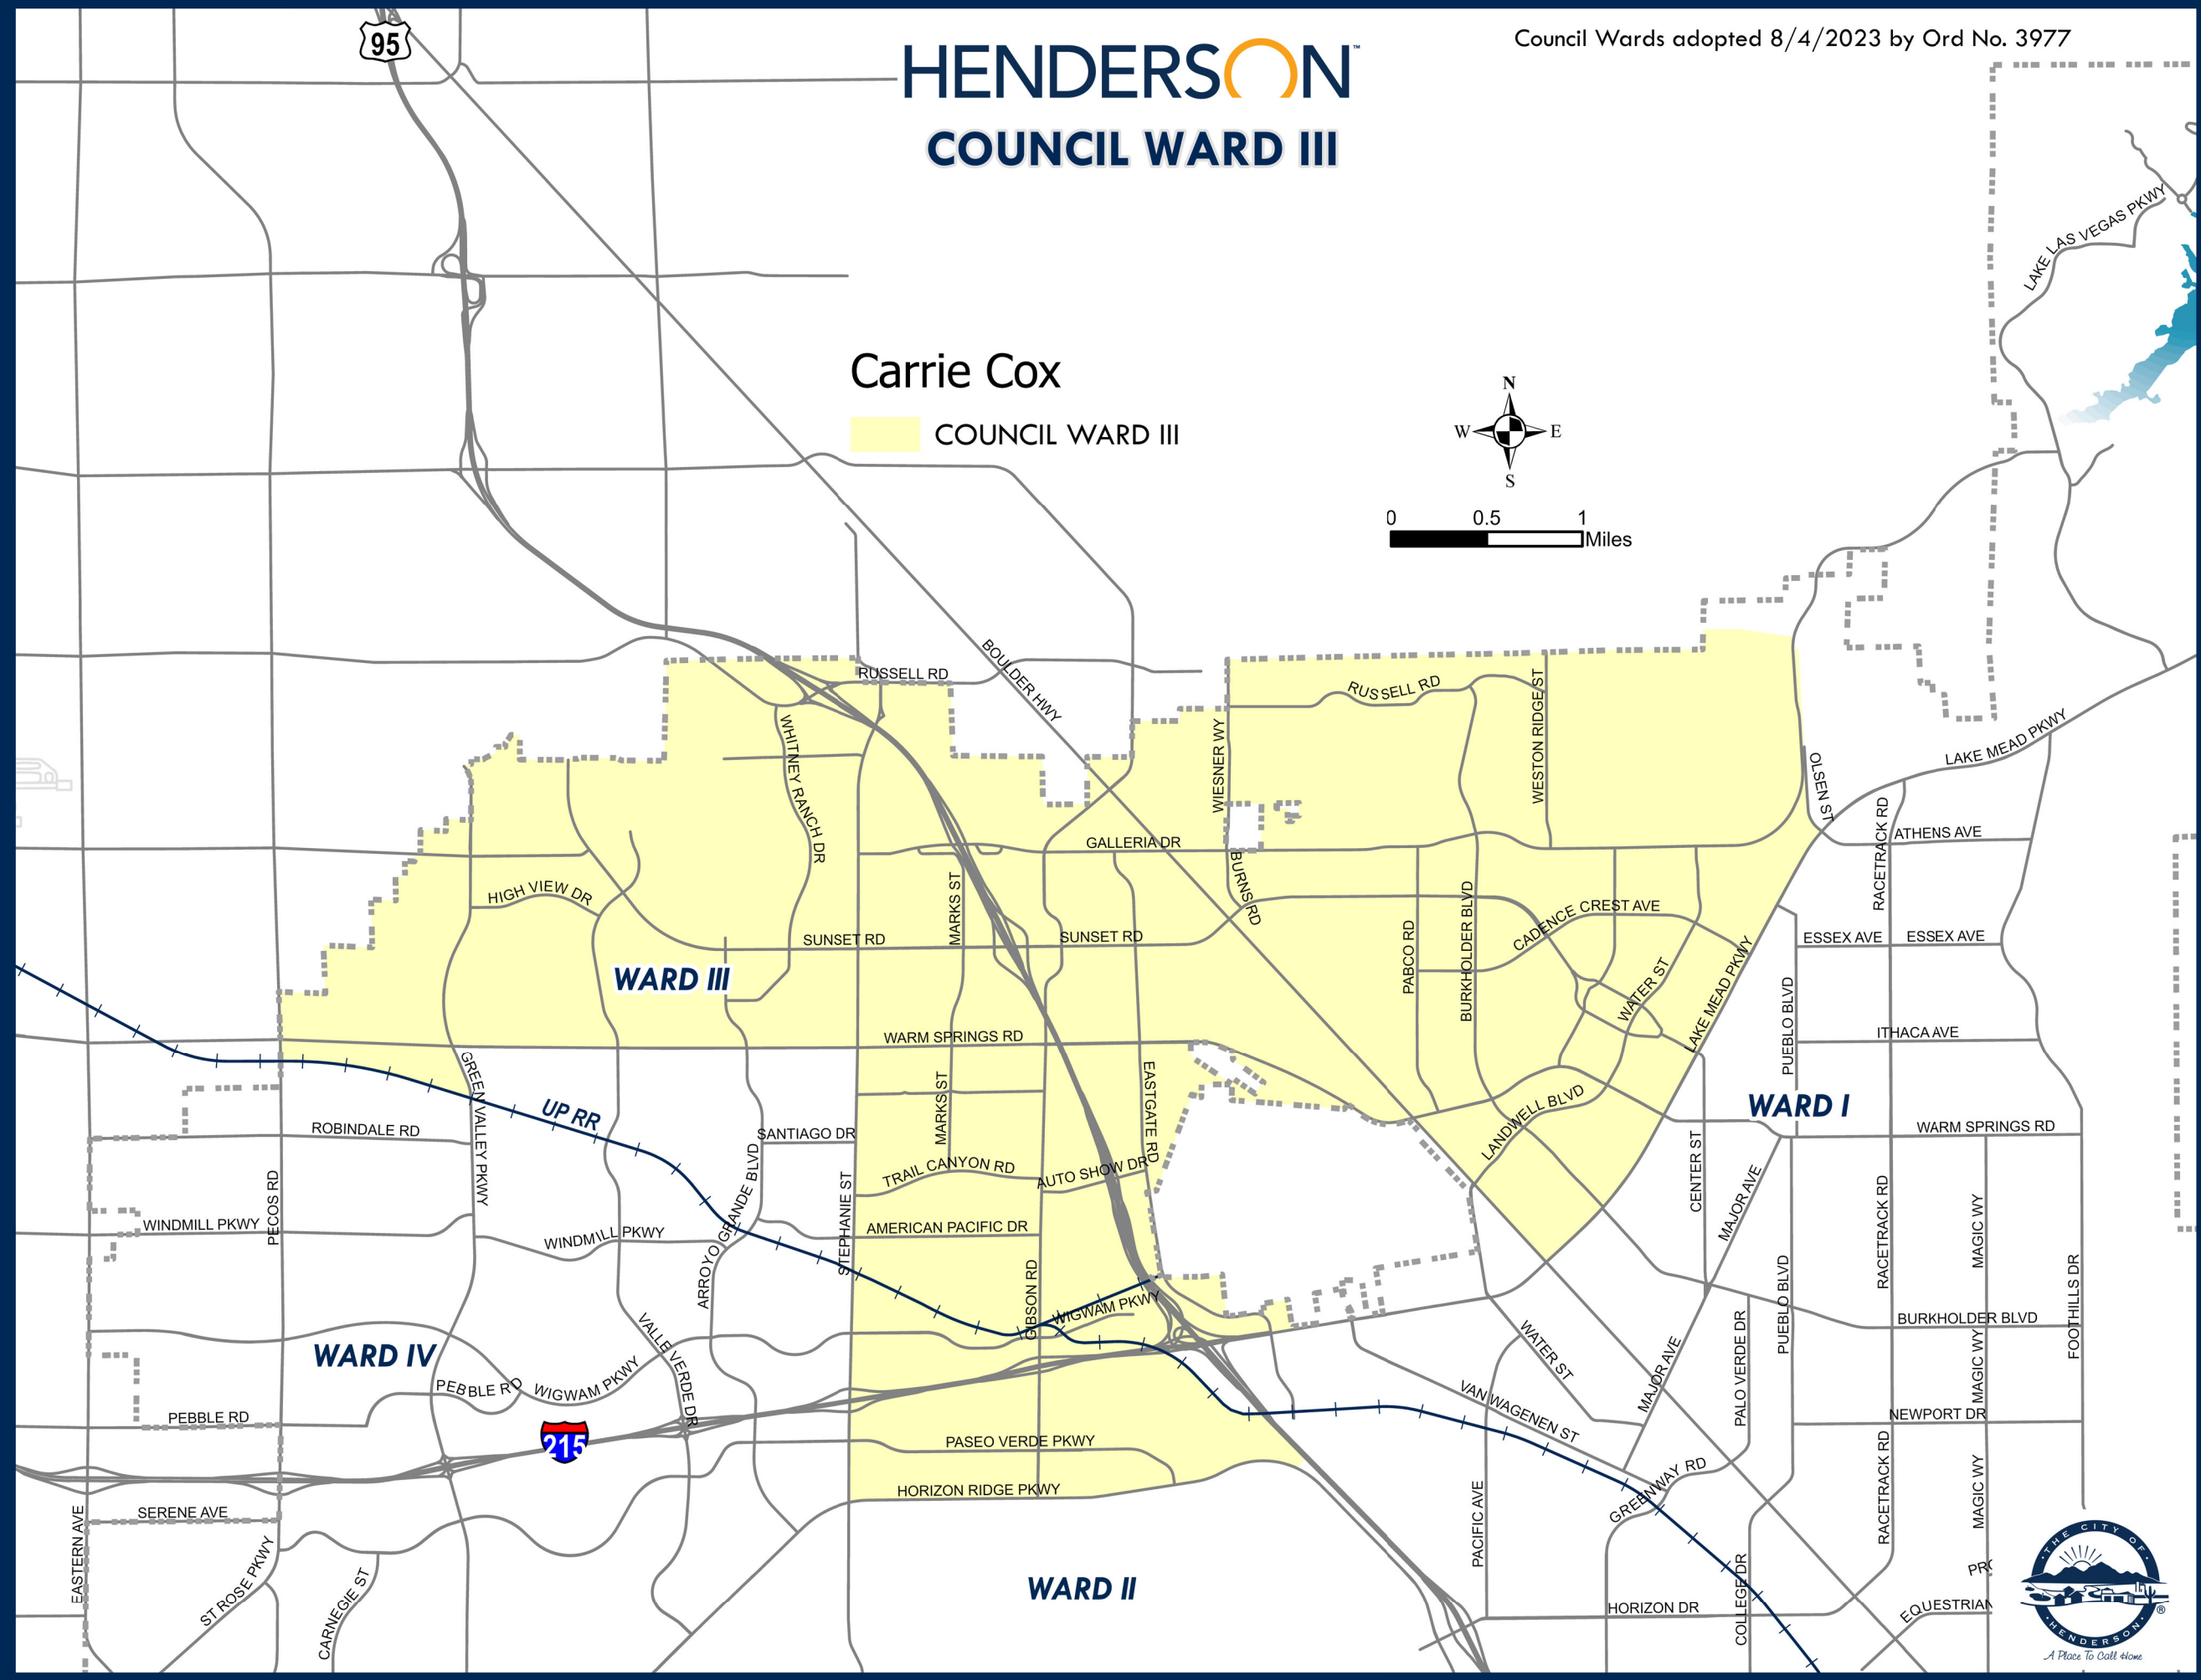 95
HENDERSON™
COUNCIL WARD III
Council Wards adopted 8/4/2023 by Ord No. 3977
LAKE LAS VEGAS PKWY
Carrie Cox
COUNCIL WARD III
N
W E
S
0 0.5 1
Miles
BOULDER HWY
RUSSELL RD
RUSSELL RD
WESTON RIDGE ST
WIESNER WY
WHITNEY RANCH DR
OLSEN ST
LAKE MEAD PKWY
RACETRACK RD
ATHENS AVE
GALLERIA DR
BURNS RD
HIGH VIEW DR
MARKS ST
SUNSET RD
SUNSET RD
PABCO RD
BURKHOLDER BLVD
CADENCE CREST AVE
WATER ST
LAKE MEAD PKWY
ESSEX AVE
ESSEX AVE
WARD III
PUEBLO BLVD
ITHACA AVE
WARM SPRINGS RD
GREEN VALLEY PKWY
UP RR
MARKS ST
EASTGATE RD
LANDWELL BLVD
WARD I
WARM SPRINGS RD
ROBINDALE RD
SANTIAGO DR
TRAIL CANYON RD
AUTO SHOW DR
CENTER ST
MAJOR AVE
PECOS RD
WINDMILL PKWY
WINDMILL PKWY
ARROYO GRANDE BLVD
STEPHANIE ST
AMERICAN PACIFIC DR
GIBSON RD
WIGWAM PKWY
PUEBLO BLVD
RACETRACK RD
MAGIC WY
FOOTHILLS DR
BURKHOLDER BLVD
WARD IV
VALLE VERDE DR
PEBBLE RD
WIGWAM PKWY
PEBBLE RD
WATER ST
MAJOR AVE
PALO VERDE DR
MAGIC WY
NEWPORT DR
VAN WAGENEN ST
215
PASEO VERDE PKWY
HORIZON RIDGE PKWY
GREENWAY RD
PACIFIC AVE
RACETRACK RD
MAGIC WY
SERENE AVE
EASTERN AVE
ST ROSE PKWY
CARNEGIE ST
WARD II
HORIZON DR
COLLEGE DR
EQUESTRIAN
THE CITY OF
HENDERSON
®
A Place To Call Home